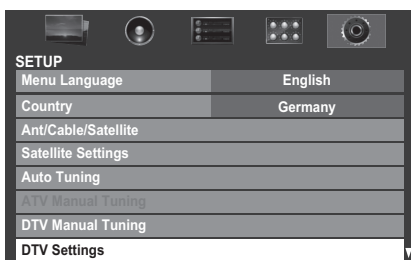 SETUP
Menu Language English
Country Germany
Ant/Cable/Satellite
Satellite Settings
Auto Tuning
ATV Manual Tuning
DTV Manual Tuning
DTV Settings